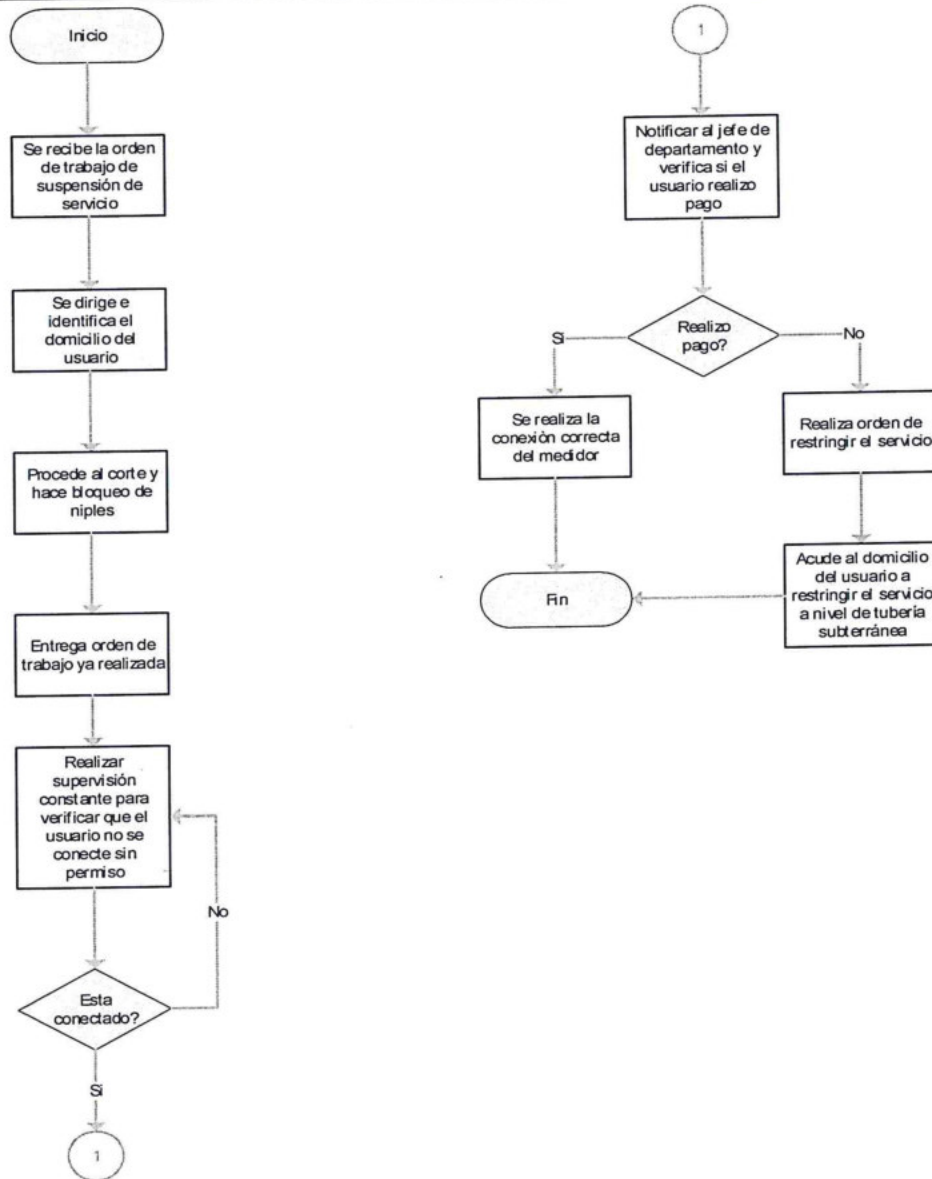 Inicio
Se recibe la orden
de trabajo de
suspensión de
servicio
Se dirige e
identifica el
domicilio del
usuario
Procede al corte y
hace bloqueo de
niples
Entrega orden de
trabajo ya realizada
Realizar
supervisión
constante para
verificar que el
usuario no se
conecte sin
permiso
No
Esta
conectado?
Si
1
1
Notificar al jefe de
departamento y
verifica si el
usuario realizo
pago
Realizo
pago?
Si
No
Se realiza la
conexión correcta
del medidor
Realiza orden de
restringir el servicio
Fin
Acude al domicilio
del usuario a
restringir el servicio
a nivel de tubería
subterránea